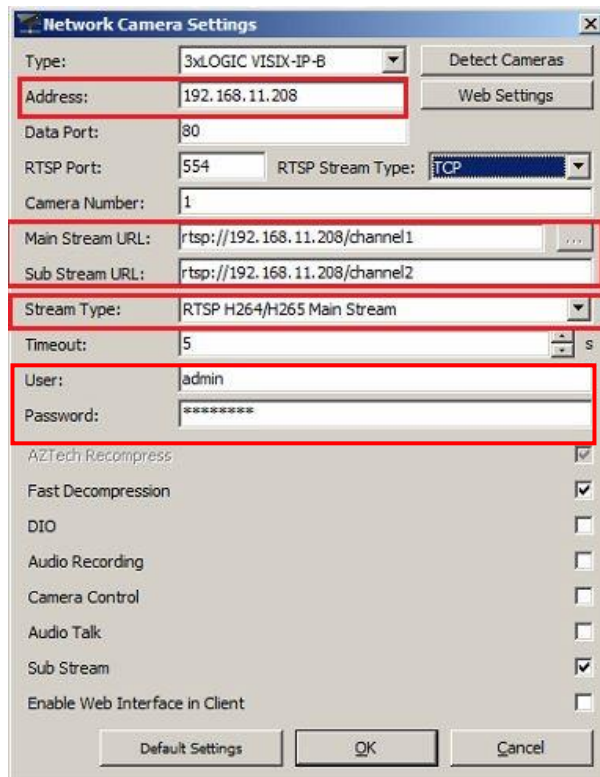 Network Camera Settings
Type: 3xLOGIC VISIX-IP-B Detect Cameras
Address: 192.168.11.208 Web Settings
Data Port: 80
RTSP Port: 554 RTSP Stream Type: TCP
Camera Number: 1
Main Stream URL: rtsp://192.168.11.208/channel1 ...
Sub Stream URL: rtsp://192.168.11.208/channel2
Stream Type: RTSP H264/H265 Main Stream
Timeout: 5 s
User: admin
Password: ********
AZTech Recompress
Fast Decompression
DIO
Audio Recording
Camera Control
Audio Talk
Sub Stream
Enable Web Interface in Client
Default Settings OK Cancel